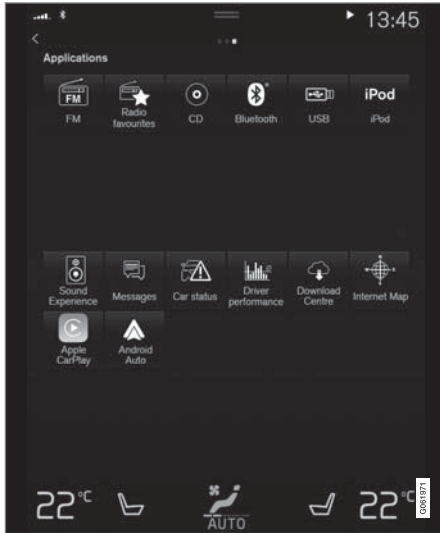 13:45
Applications
FM
iPod
FM
Radio
favourites
CD
Bluetooth
USB
iPod
Sound
Experience
Messages
Car status
Driver
performance
Download
Centre
Internet Map
Apple
CarPlay
Android
Auto
22°C
AUTO
22°C
G061971